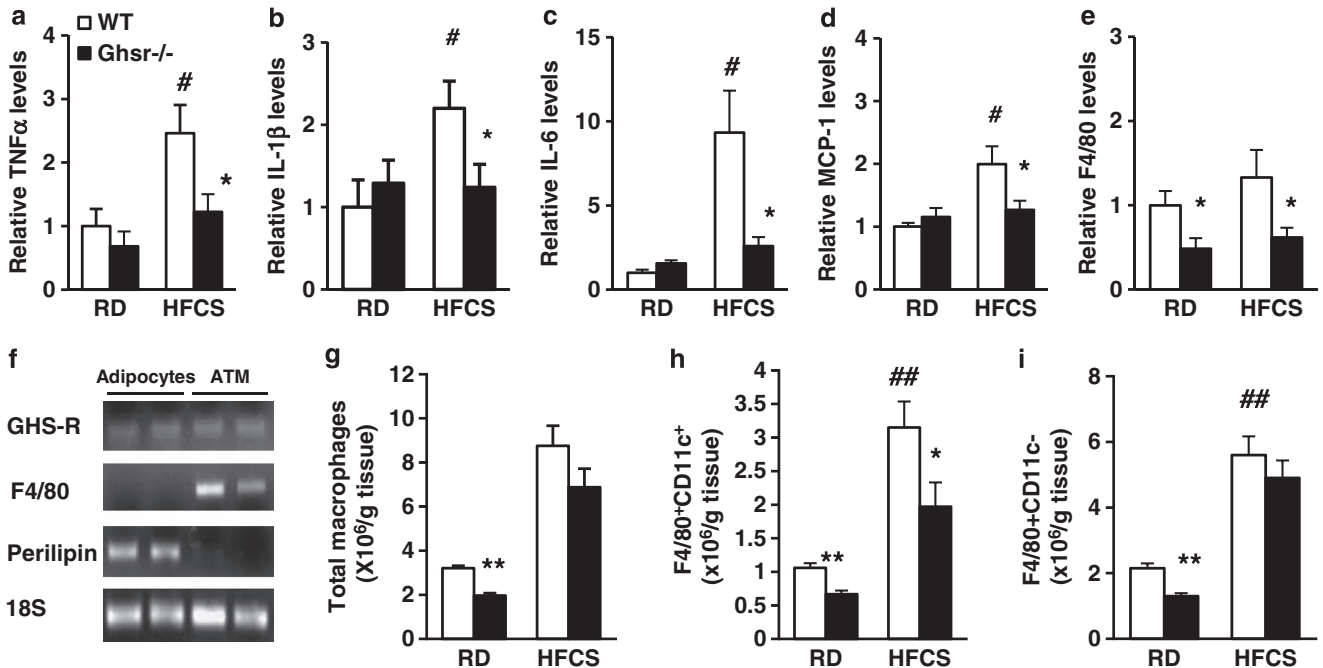 a
WT
Ghsr-/-
Relative TNFα levels
4
3
2
1
0
#
*
RD HFCS
b
Relative IL-1β levels
3
2
1
0
#
*
RD HFCS
c
Relative IL-6 levels
15
10
5
0
#
*
RD HFCS
d
Relative MCP-1 levels
4
3
2
1
0
#
*
RD HFCS
e
Relative F4/80 levels
3
2
1
0
*
*
RD HFCS
f
Adipocytes ATM
GHS-R
F4/80
Perilipin
18S
g
Total macrophages
(X10⁶/g tissue)
12
10
8
6
4
2
0
**
RD HFCS
h
F4/80⁺CD11c⁺
(x10⁶/g tissue)
4
3.5
3
2.5
2
1.5
1
0.5
0
**
##
*
RD HFCS
i
F4/80+CD11c-
(x10⁶/g tissue)
8
6
4
2
0
**
##
RD HFCS